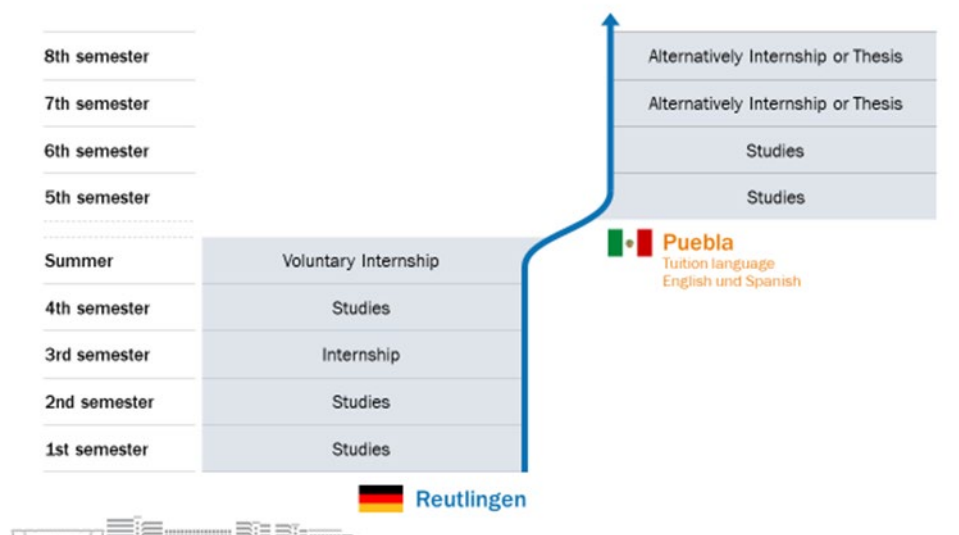 8th semester Alternatively Internship or Thesis
7th semester Alternatively Internship or Thesis
6th semester Studies
5th semester Studies
Puebla
Tuition language
English und Spanish
Summer Voluntary Internship
4th semester Studies
3rd semester Internship
2nd semester Studies
1st semester Studies
Reutlingen